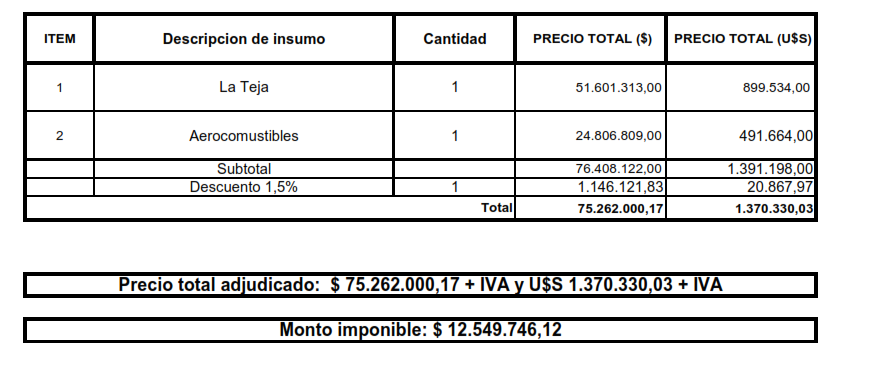 ITEM Descripcion de insumo Cantidad PRECIO TOTAL ($) PRECIO TOTAL (U$S)
1 La Teja 1 51.601.313,00 899.534,00
2 Aerocomustibles 1 24.806.809,00 491.664,00
Subtotal 76.408.122,00 1.391.198,00
Descuento 1,5% 1 1.146.121,83 20.867,97
Total 75.262.000,17 1.370.330,03
Precio total adjudicado: $ 75.262.000,17 + IVA y U$S 1.370.330,03 + IVA
Monto imponible: $ 12.549.746,12